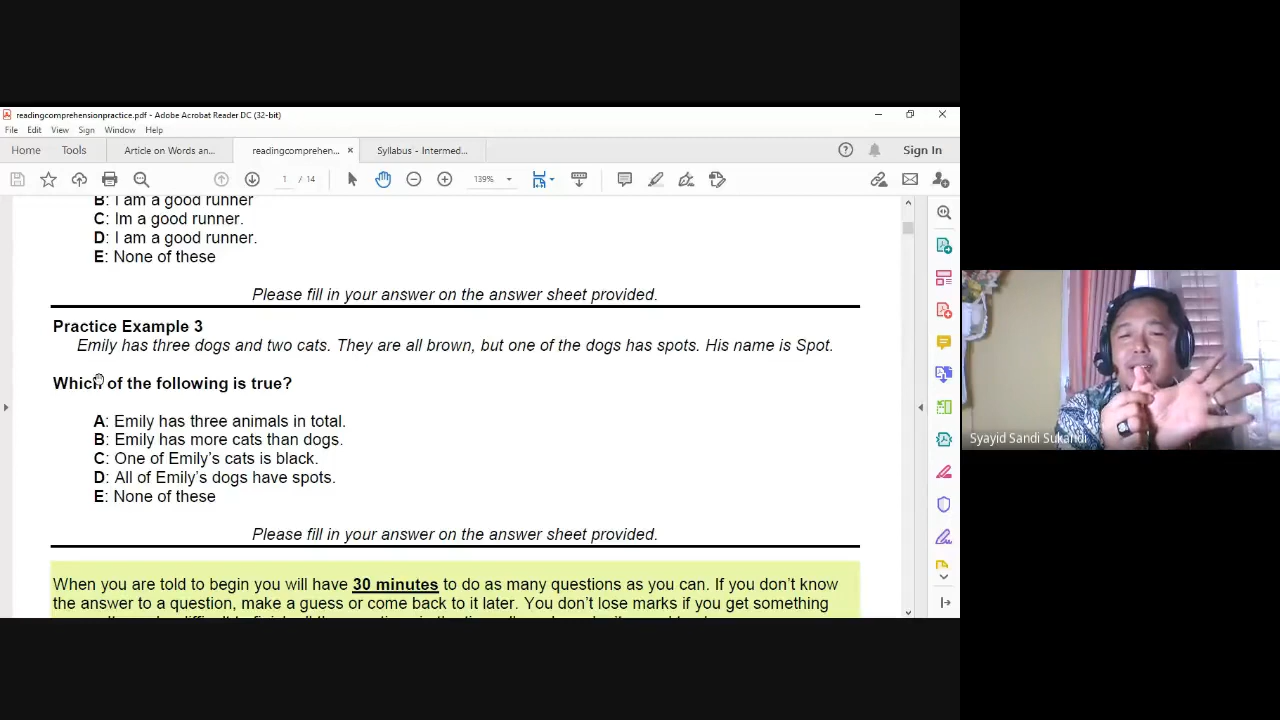 readingcomprehensionpractice.pdf - Adobe Acrobat Reader DC (32-bit)
File Edit View Sign Window Help
Home Tools Article on Words an... readingcomprehen... × Syllabus - Intermed... Sign In
1 / 14 139%
B: I am a good runner
C: Im a good runner.
D: I am a good runner.
E: None of these
Please fill in your answer on the answer sheet provided.
Practice Example 3
Emily has three dogs and two cats. They are all brown, but one of the dogs has spots. His name is Spot.
Which of the following is true?
A: Emily has three animals in total.
B: Emily has more cats than dogs.
C: One of Emily's cats is black.
D: All of Emily's dogs have spots.
E: None of these
Please fill in your answer on the answer sheet provided.
When you are told to begin you will have 30 minutes to do as many questions as you can. If you don't know
the answer to a question, make a guess or come back to it later. You don't lose marks if you get something
Syayid Sandi Sukandi